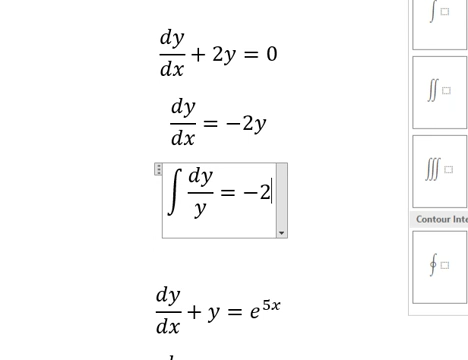 dy/dx + 2y = 0
dy/dx = −2y
∫ dy/y = −2
dy/dx + y = e^{5x}
∫
∬
∭
Contour Inte
∮